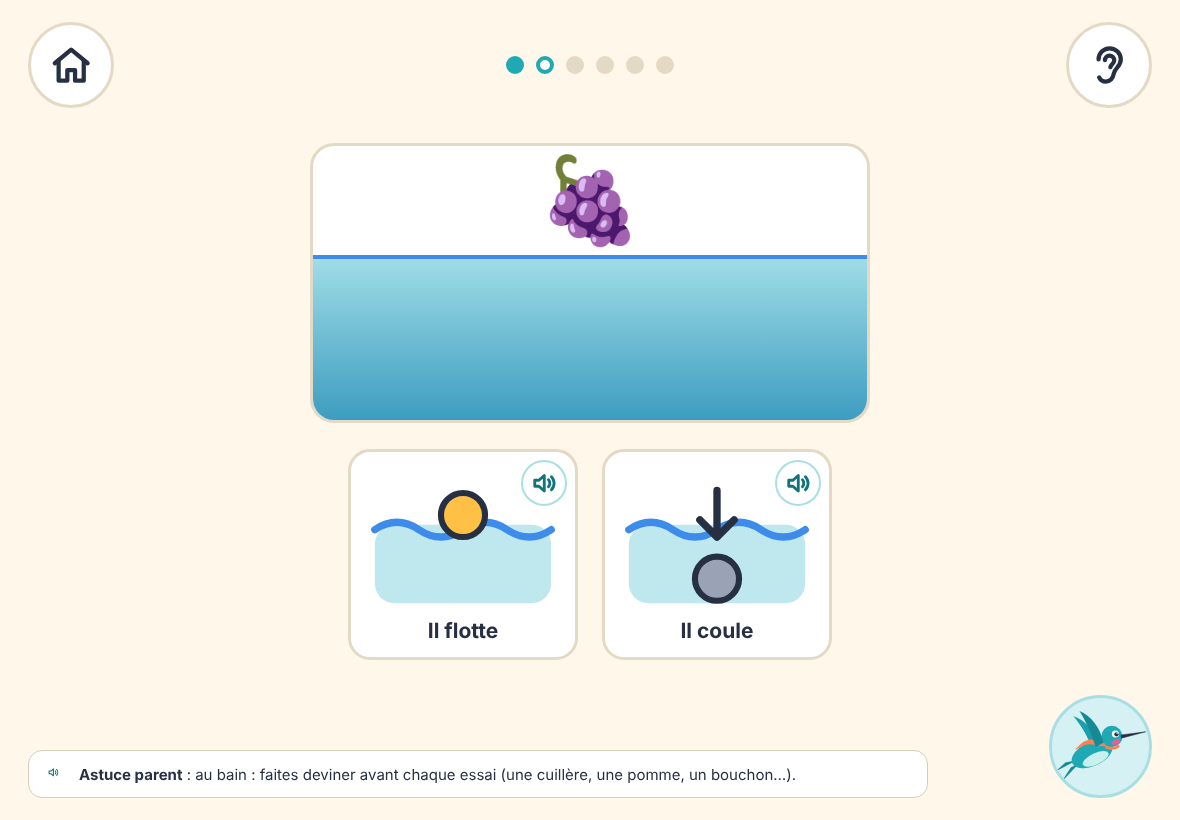 Il flotte
Il coule
Astuce parent : au bain : faites deviner avant chaque essai (une cuillère, une pomme, un bouchon…).